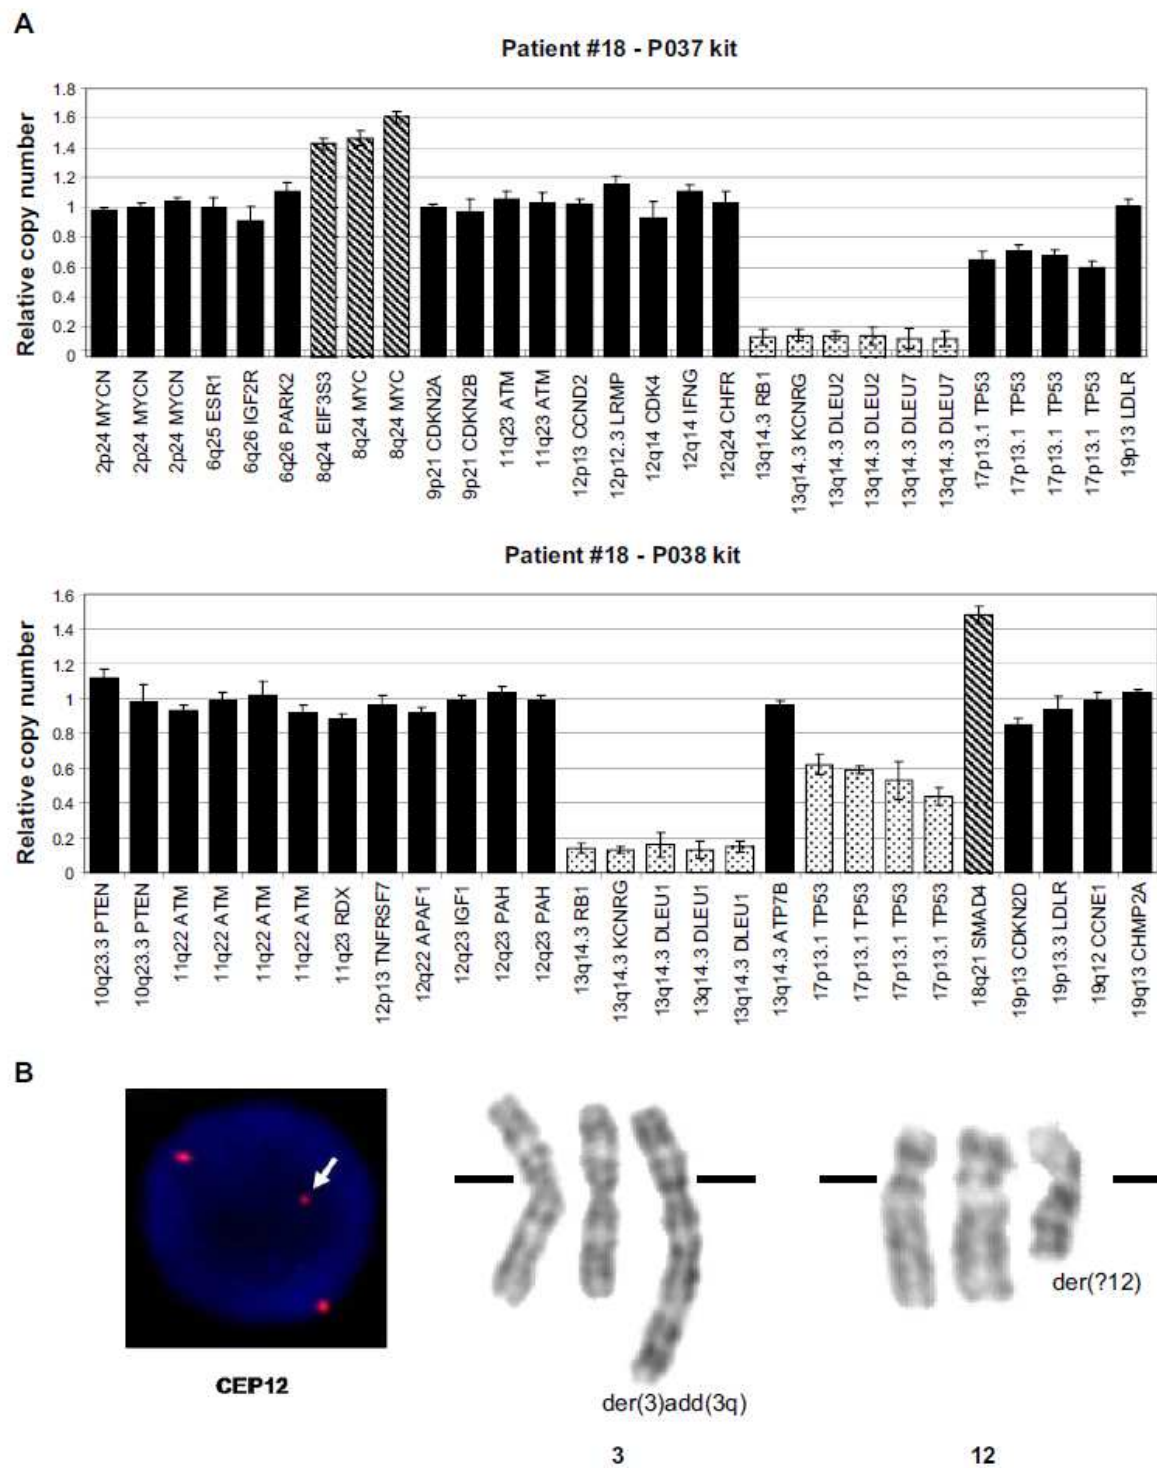 A
Patient #18 - P037 kit
Relative copy number
1.8
1.6
1.4
1.2
1
0.8
0.6
0.4
0.2
0
2p24 MYCN
2p24 MYCN
2p24 MYCN
6q25 ESR1
6q26 IGF2R
6q26 PARK2
8q24 EIF3S3
8q24 MYC
8q24 MYC
9p21 CDKN2A
9p21 CDKN2B
11q23 ATM
11q23 ATM
12p13 CCND2
12p12.3 LRMP
12q14 CDK4
12q14 IFNG
12q24 CHFR
13q14.3 RB1
13q14.3 KCNRG
13q14.3 DLEU2
13q14.3 DLEU2
13q14.3 DLEU7
13q14.3 DLEU7
17p13.1 TP53
17p13.1 TP53
17p13.1 TP53
17p13.1 TP53
19p13 LDLR
Patient #18 - P038 kit
Relative copy number
1.6
1.4
1.2
1
0.8
0.6
0.4
0.2
0
10q23.3 PTEN
10q23.3 PTEN
11q22 ATM
11q22 ATM
11q22 ATM
11q22 ATM
11q23 RDX
12p13 TNFRSF7
12q22 APAF1
12q23 IGF1
12q23 PAH
12q23 PAH
13q14.3 RB1
13q14.3 KCNRG
13q14.3 DLEU1
13q14.3 DLEU1
13q14.3 DLEU1
13q14.3 ATP7B
17p13.1 TP53
17p13.1 TP53
17p13.1 TP53
17p13.1 TP53
18q21 SMAD4
19p13 CDKN2D
19p13.3 LDLR
19q12 CCNE1
19q13 CHMP2A
B
CEP12
der(3)add(3q)
3
der(?12)
12